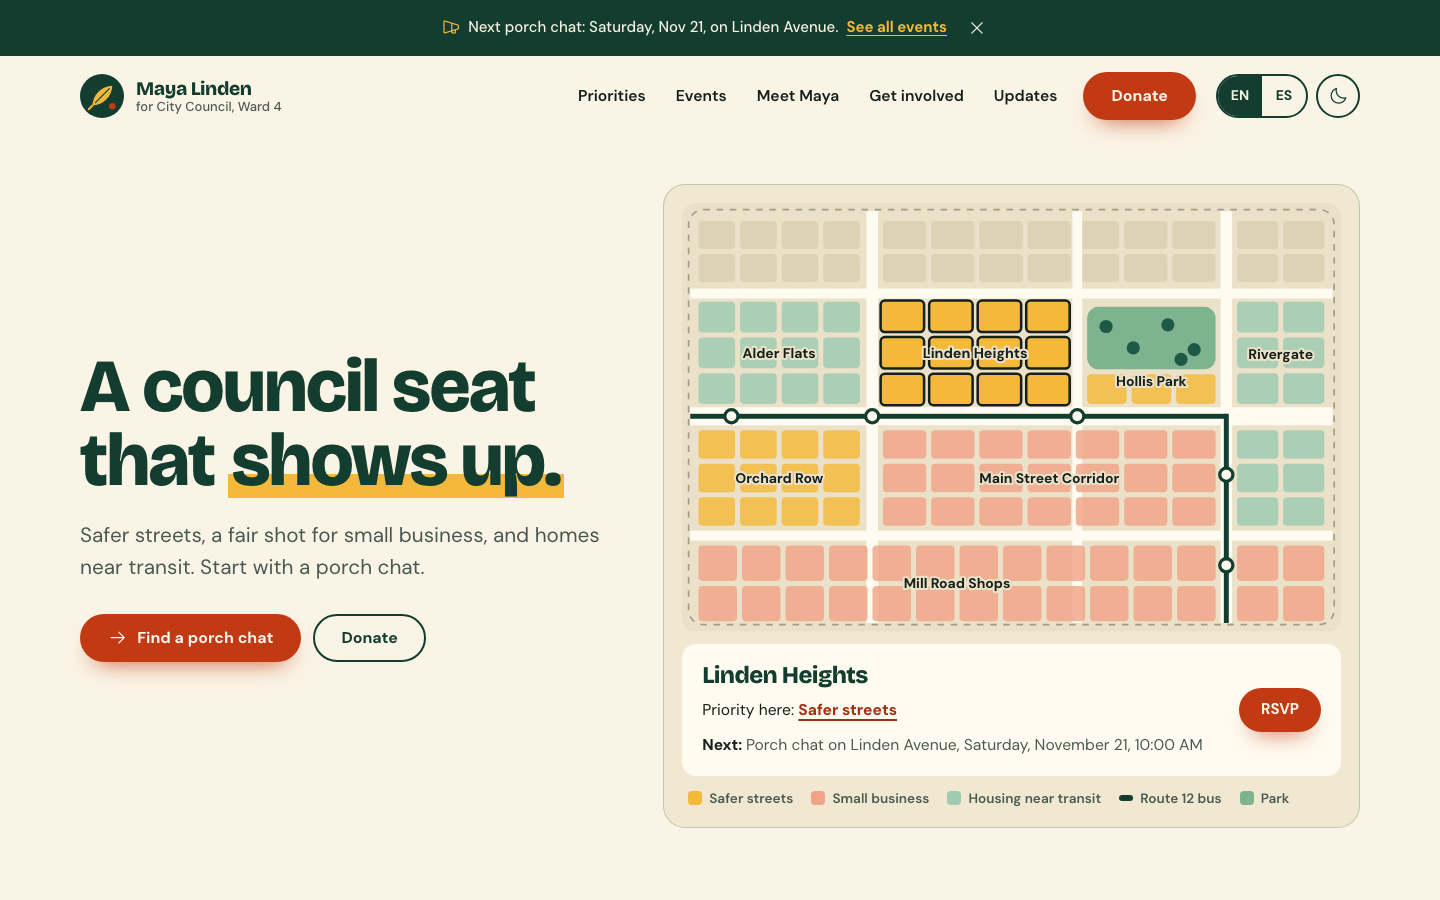 Next porch chat: Saturday, Nov 21, on Linden Avenue. See all events
Maya Linden
for City Council, Ward 4
Priorities Events Meet Maya Get involved Updates Donate EN ES
A council seat
that shows up.
Safer streets, a fair shot for small business, and homes
near transit. Start with a porch chat.
Find a porch chat Donate
Alder Flats
Linden Heights
Rivergate
Hollis Park
Orchard Row
Main Street Corridor
Mill Road Shops
Linden Heights
Priority here: Safer streets
Next: Porch chat on Linden Avenue, Saturday, November 21, 10:00 AM
RSVP
Safer streets Small business Housing near transit Route 12 bus Park